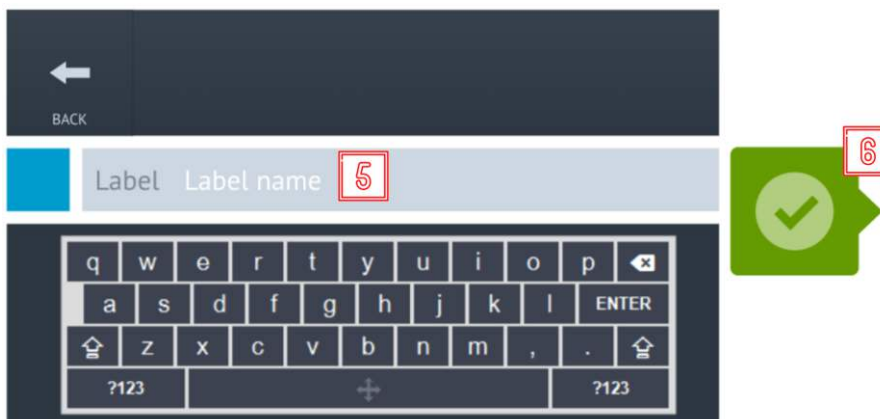 BACK
Label Label name 5
6
q w e r t y u i o p
a s d f g h j k l ENTER
z x c v b n m , .
?123 ?123